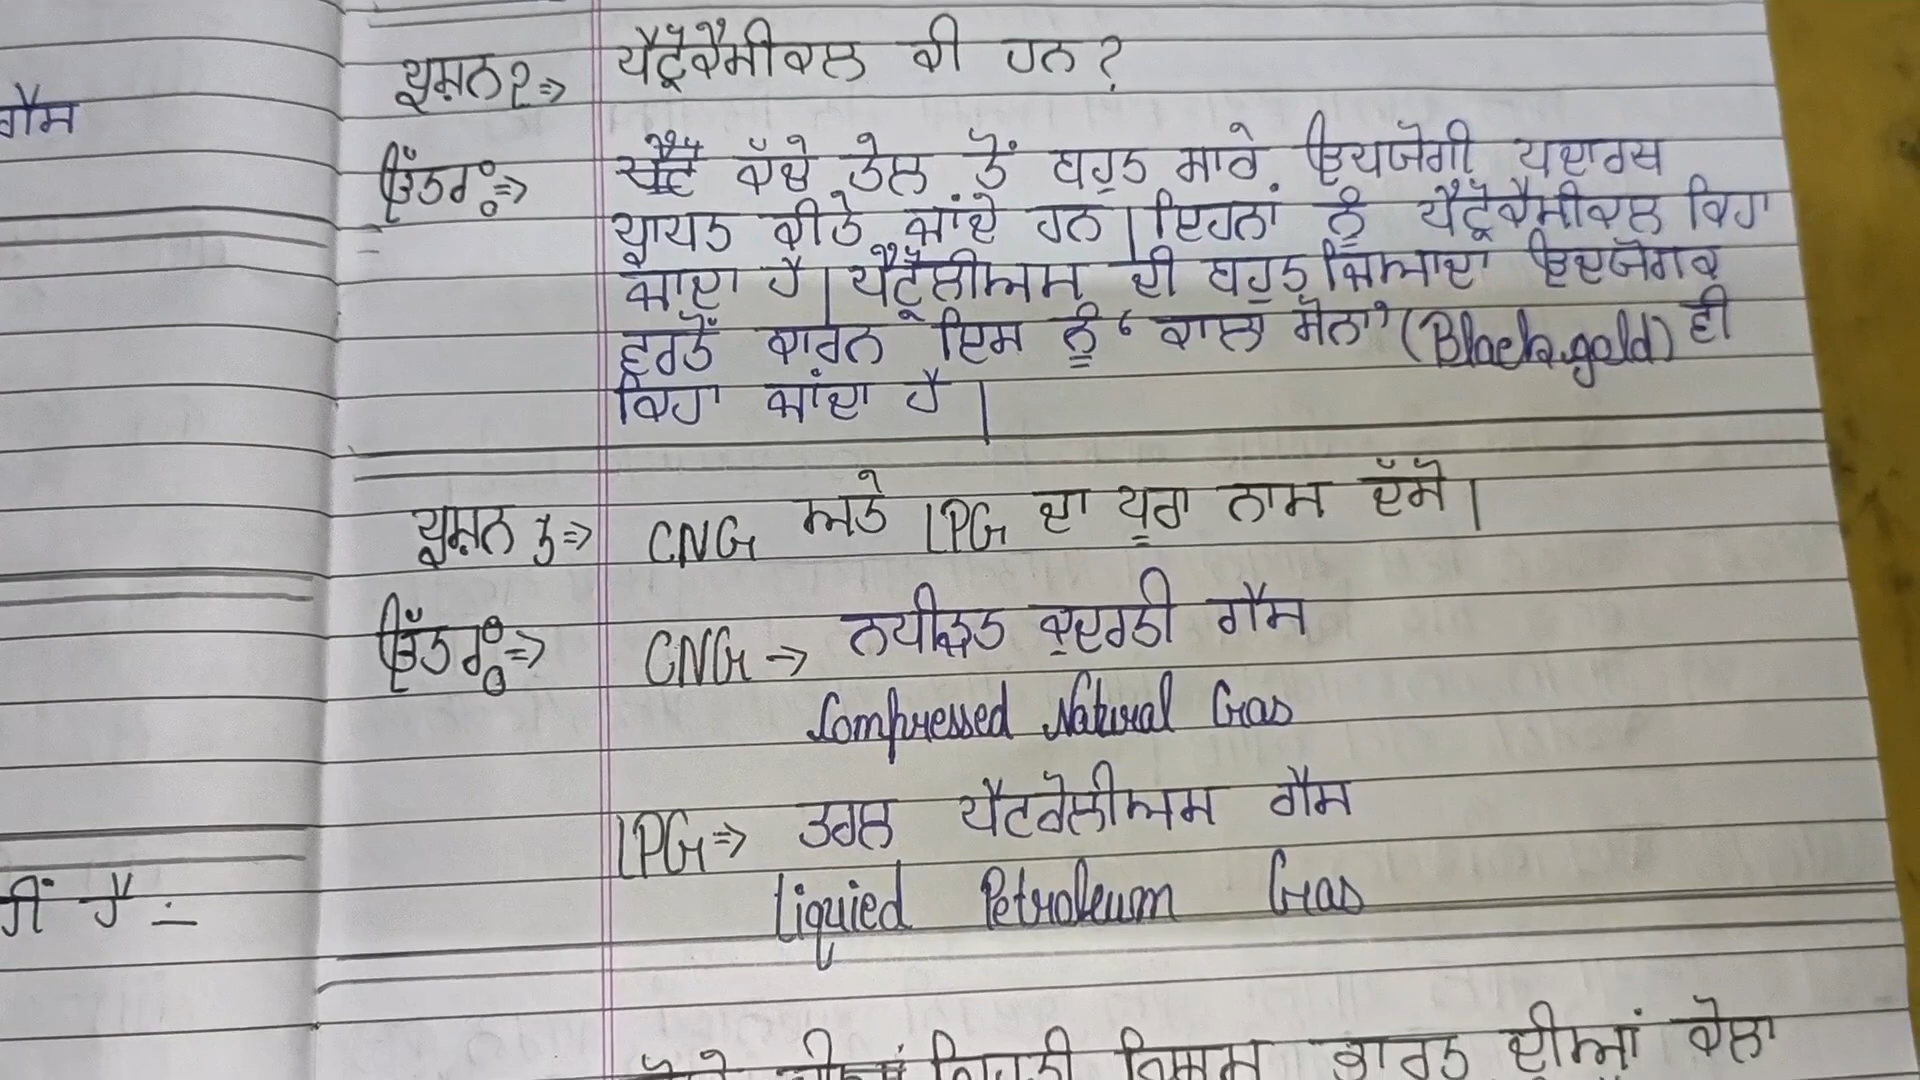 ਗੈਸ
ਪ੍ਰਸ਼ਨ 2⇒ ਪੈਟ੍ਰੋਕੈਮੀਕਲ ਕੀ ਹਨ ?
ਉੱਤਰ:⇒ ਕੱਚੇ ਤੇਲ ਤੋਂ ਬਹੁਤ ਸਾਰੇ ਉਪਯੋਗੀ ਪਦਾਰਥ
ਪ੍ਰਾਪਤ ਕੀਤੇ ਜਾਂਦੇ ਹਨ । ਇਹਨਾਂ ਨੂੰ ਪੈਟ੍ਰੋਕੈਮੀਕਲ ਕਿਹਾ
ਜਾਦਾ ਹੈ । ਪੈਟ੍ਰੋਲੀਅਮ ਦੀ ਬਹੁਤ ਜਿਆਦਾ
ਕਾਰਨ ਇਸ ਨੂੰ ‘ ਕਾਲਾ ਸੋਨਾ’ (Black gold) ਵੀ
ਕਿਹਾ ਜਾਂਦਾ ਹੈ ।
ਪ੍ਰਸ਼ਨ 3⇒ CNG ਅਤੇ LPG ਦਾ ਪੂਰਾ ਨਾਮ ਦੱਸੋ ।
ਉੱਤਰ:⇒ CNG → ਨਪੀੜਤ ਕੁਦਰਤੀ ਗੈਸ
Compressed Natural Gas
LPG⇒ ਤਰਲ ਪੈਟਰੋਲੀਅਮ ਗੈਸ
Liquied Petroleum Gas
ਭਾਰਤ ਦੀਆਂ ਕੋਲਾ